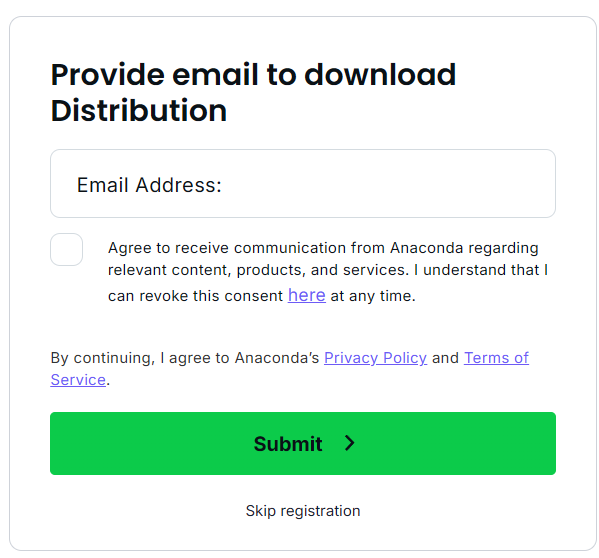 Provide email to download
Distribution
Email Address:
Agree to receive communication from Anaconda regarding
relevant content, products, and services. I understand that I
can revoke this consent here at any time.
By continuing, I agree to Anaconda’s Privacy Policy and Terms of
Service.
Submit
Skip registration